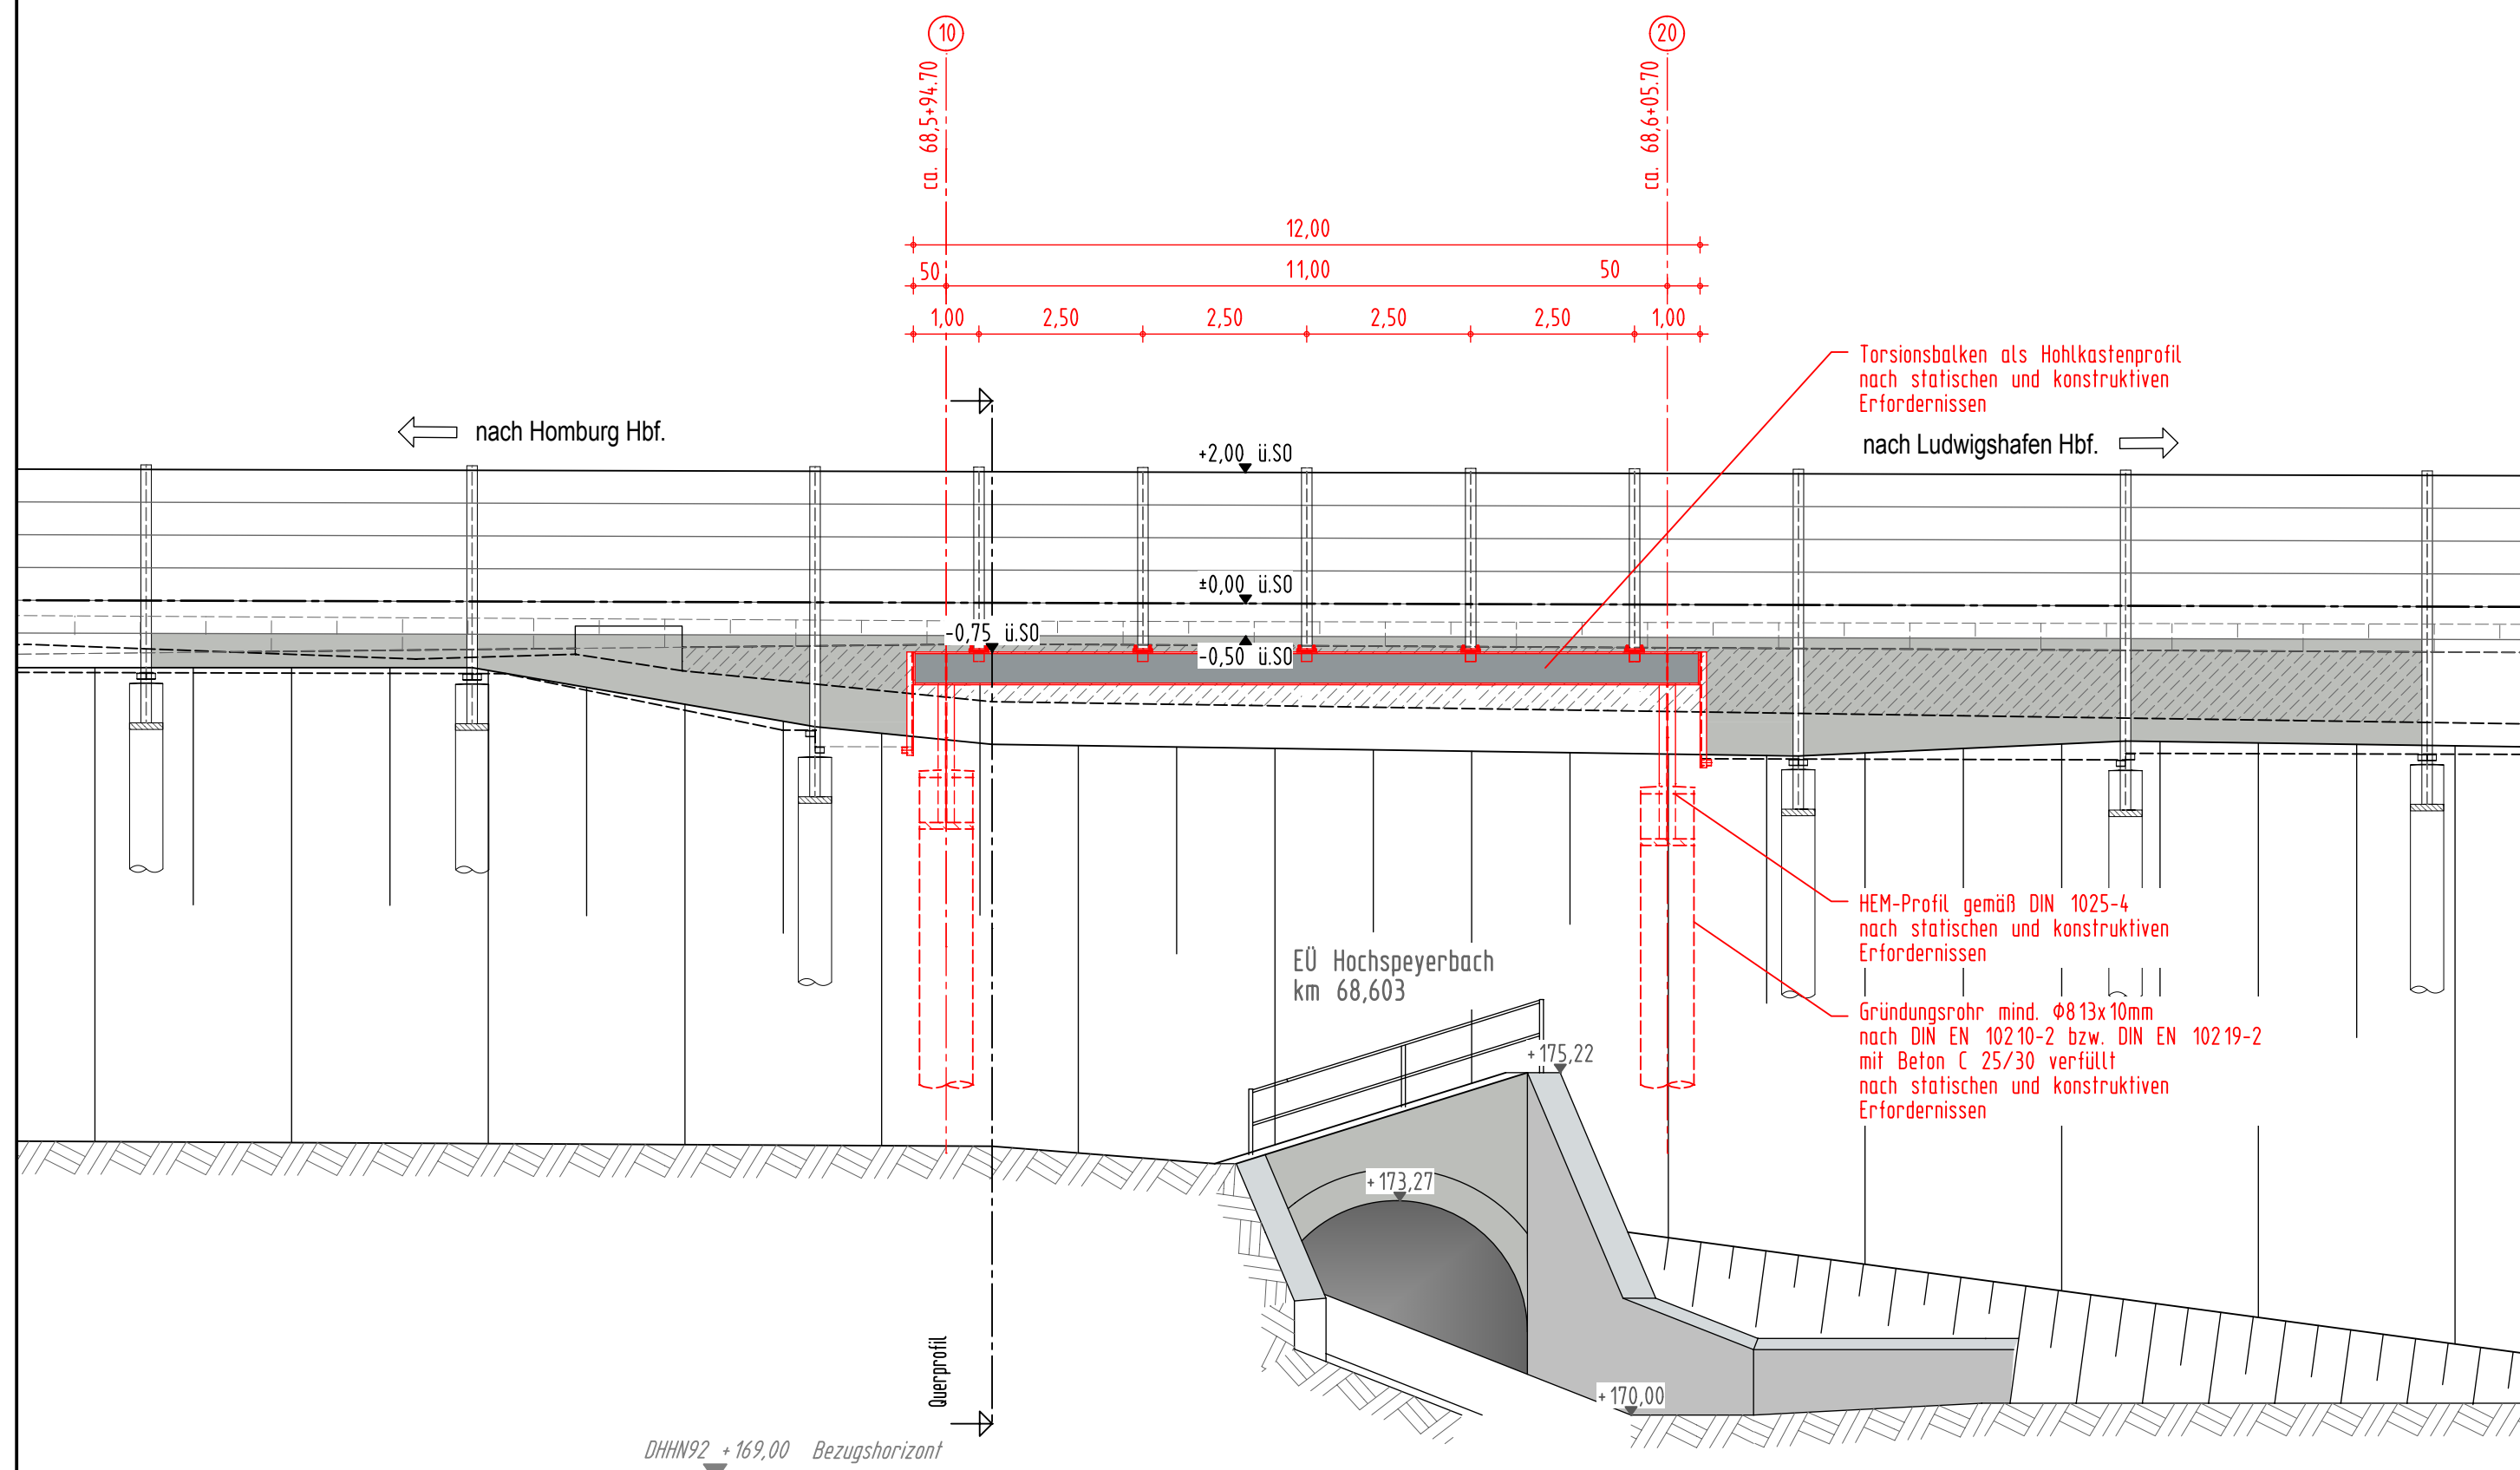 10
20
ca. 68,5+94.70
ca. 68,6+05.70
12,00
50
11,00
50
1,00
2,50
2,50
2,50
2,50
1,00
Torsionsbalken als Hohlkastenprofil
nach statischen und konstruktiven
Erfordernissen
nach Homburg Hbf.
nach Ludwigshafen Hbf.
+2,00 ü.SO
±0,00 ü.SO
-0,75 ü.SO
-0,50 ü.SO
HEM-Profil gemäß DIN 1025-4
nach statischen und konstruktiven
Erfordernissen
EÜ Hochspeyerbach
km 68,603
Gründungsrohr mind. Φ813x10mm
nach DIN EN 10210-2 bzw. DIN EN 10219-2
mit Beton C 25/30 verfüllt
nach statischen und konstruktiven
Erfordernissen
+175,22
+173,27
+170,00
Querprofil
DHHN92 +169,00 Bezugshorizont